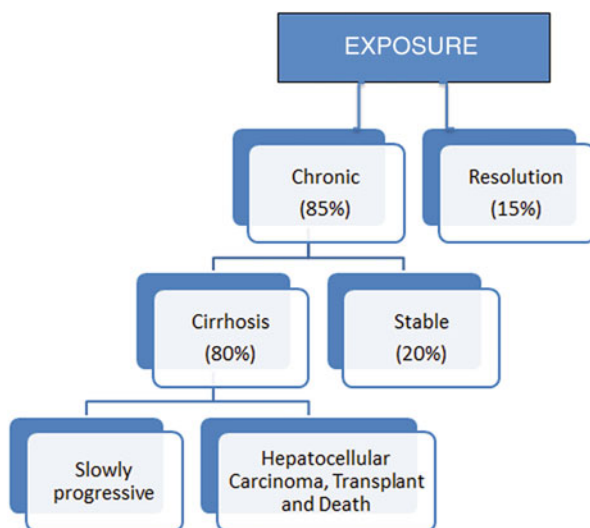 EXPOSURE
Chronic
(85%)
Resolution
(15%)
Cirrhosis
(80%)
Stable
(20%)
Slowly
progressive
Hepatocellular
Carcinoma, Transplant
and Death